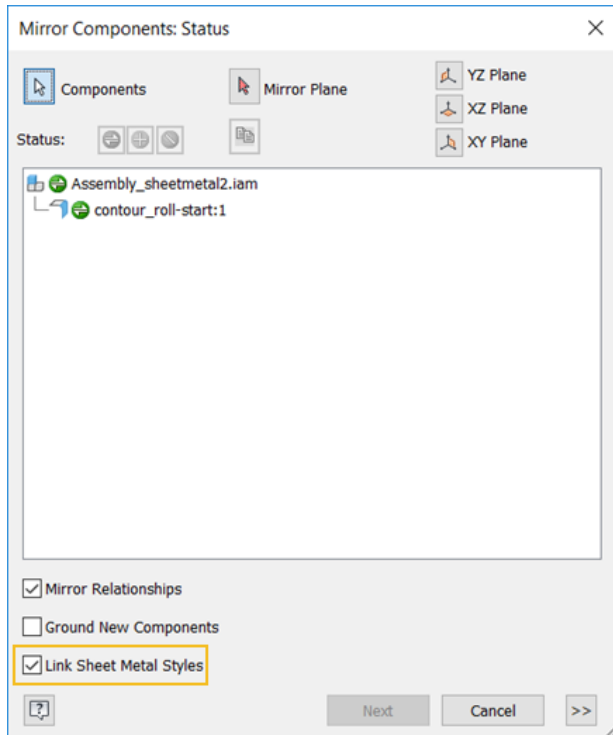 Mirror Components: Status
Components
Mirror Plane
YZ Plane
XZ Plane
XY Plane
Status:
Assembly_sheetmetal2.iam
contour_roll-start:1
Mirror Relationships
Ground New Components
Link Sheet Metal Styles
?
Next
Cancel
>>